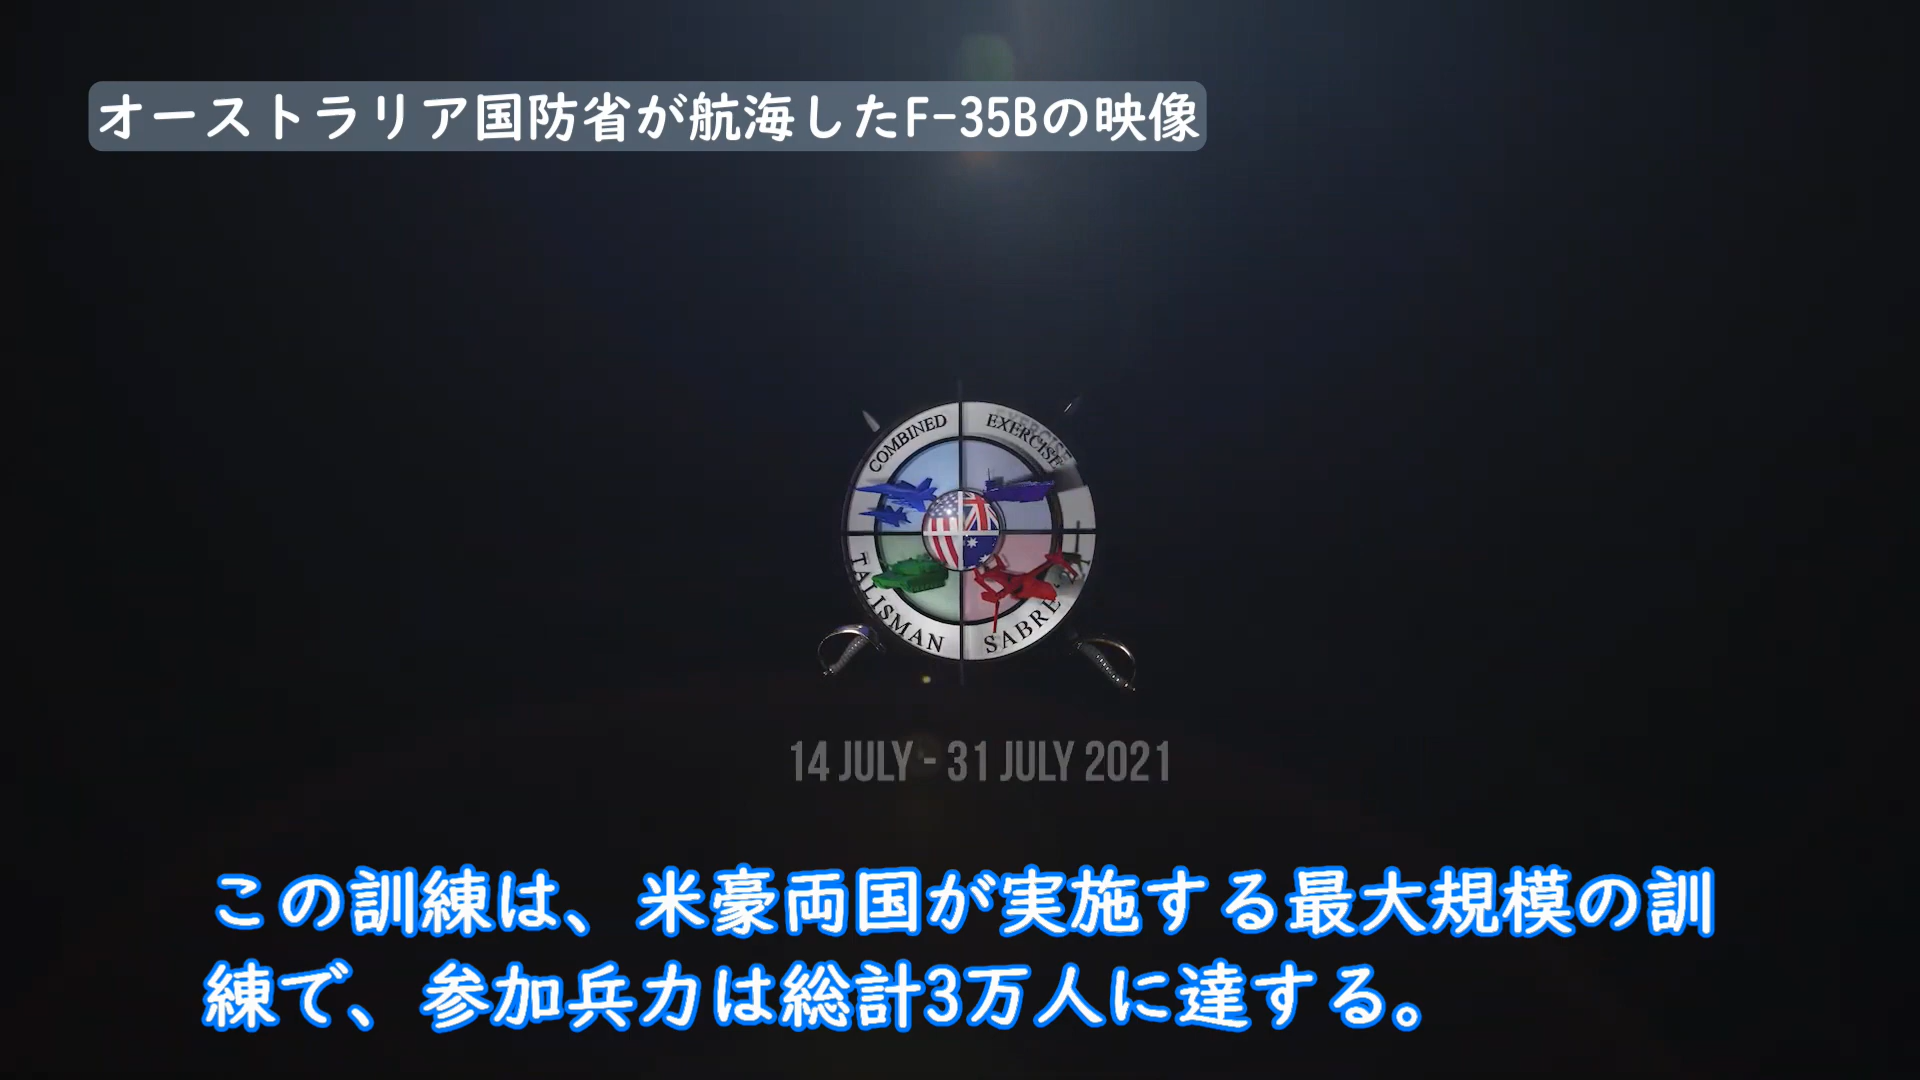 オーストラリア国防省が航海したF-35Bの映像
COMBINED EXERCISE
TALISMAN SABRE
14 JULY - 31 JULY 2021
この訓練は、米豪両国が実施する最大規模の訓
練で、参加兵力は総計3万人に達する。